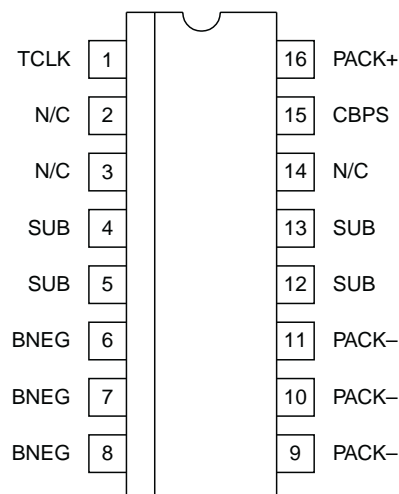 TCLK 1 16 PACK+
N/C 2 15 CBPS
N/C 3 14 N/C
SUB 4 13 SUB
SUB 5 12 SUB
BNEG 6 11 PACK–
BNEG 7 10 PACK–
BNEG 8 9 PACK–